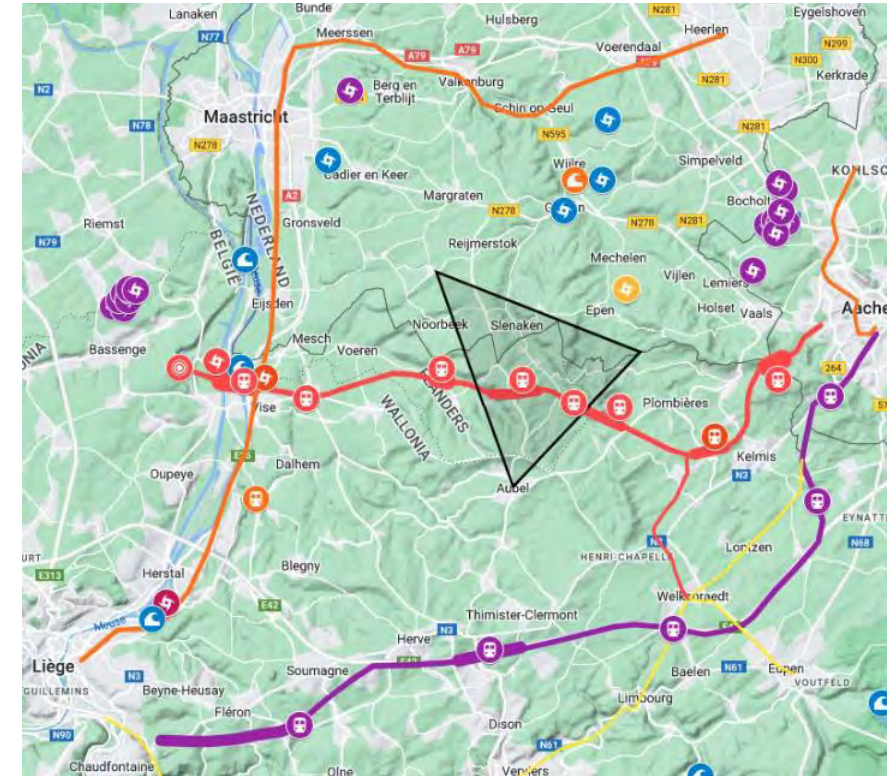 Lanaken
Bunde
Hulsberg
N281
Eygelshoven
N77
Meerssen
Heerlen
A79
A79
Voerendaal
N299
N300
A79
Kerkrade
N2
Berg en
Terblijt
Valkenburg
N281
Maastricht
Schin op Geul
N78
N281
N278
N595
Wijlre
Simpelveld
KOHLSC
Cadier en Keer
Bocholt
A2
Margraten
N278
Riemst
NEDERLAND
BELGIË
Gronsveld
N278
N281
N79
Reijmerstok
Mechelen
Vijlen
Lemiers
Eijsden
Epen
Holset
Vaals
Aache
Noorbeek
Slenaken
Bassenge
Mesch
Voeren
264
FLANDERS
WALLONIA
Plombières
Vise
Kelmis
Dalhem
N3
Oupeye
Aubel
EYNATT
HENRI-CHAPELL
Lontzen
N68
E313
Herstal
Blegny
E42
Welkenraedt
Meuse
Thimister-Clermont
N3
Liège
Herve
GUILLEMINS
N3
Soumagne
Baelen
N61
Eupen
Beyne-Heusay
VOUTFELD
Fléron
Limbourg
Dison
N90
N61
Chaudfontaine
Olne
Verviers